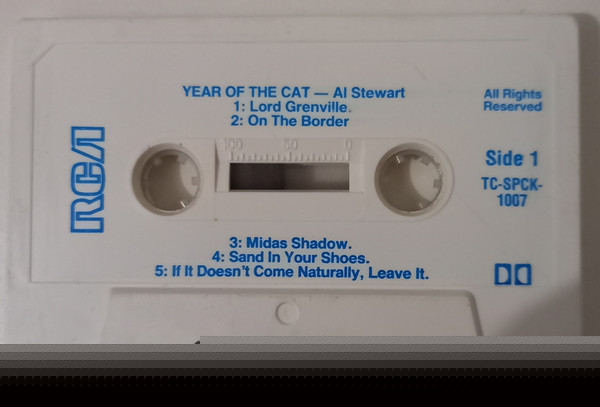 YEAR OF THE CAT — Al Stewart
1: Lord Grenville.
2: On The Border
All Rights
Reserved
RCA
100 50 0
Side 1
TC-SPCK-
1007
3: Midas Shadow.
4: Sand In Your Shoes.
5: If It Doesn't Come Naturally, Leave It.